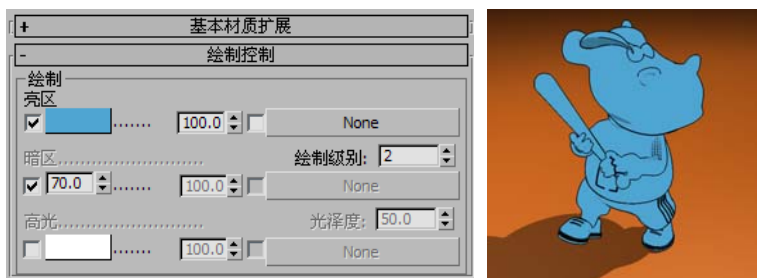 + 基本材质扩展
- 绘制控制
绘制
亮区
....... 100.0 None
暗区......................... 绘制级别: 2
70.0 ....... 100.0 None
高光......................... 光泽度: 50.0
....... 100.0 None